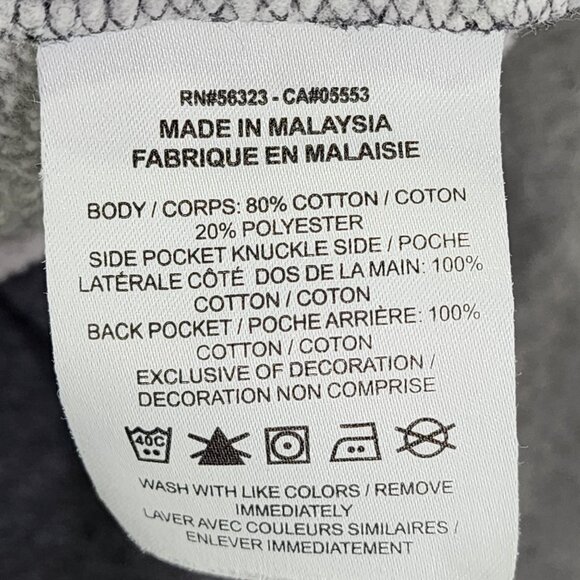 RN#56323 - CA#05553
MADE IN MALAYSIA
FABRIQUE EN MALAISIE
BODY / CORPS: 80% COTTON / COTON
20% POLYESTER
SIDE POCKET KNUCKLE SIDE / POCHE
LATÉRALE CÔTÉ DOS DE LA MAIN: 100%
COTTON / COTON
BACK POCKET / POCHE ARRIÈRE: 100%
COTTON / COTON
EXCLUSIVE OF DECORATION /
DECORATION NON COMPRISE
40C
WASH WITH LIKE COLORS / REMOVE
IMMEDIATELY
LAVER AVEC COULEURS SIMILAIRES /
ENLEVER IMMEDIATEMENT